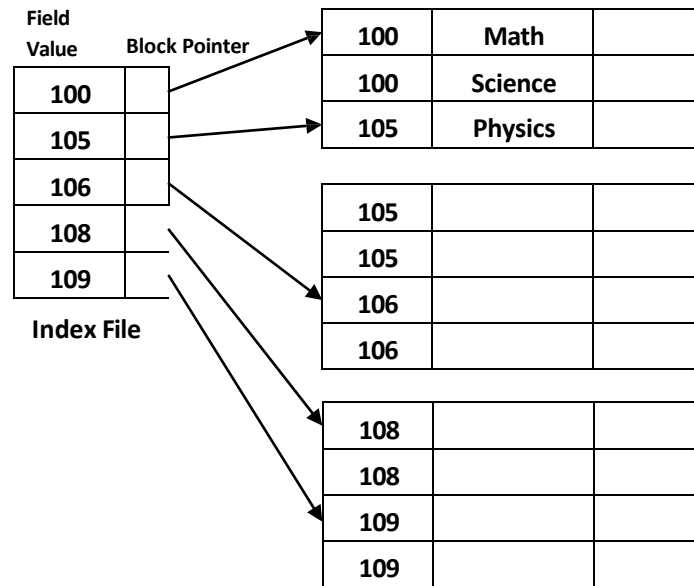 Field
Value Block Pointer
100
105
106
108
109
Index File
100 Math
100 Science
105 Physics
105
105
106
106
108
108
109
109